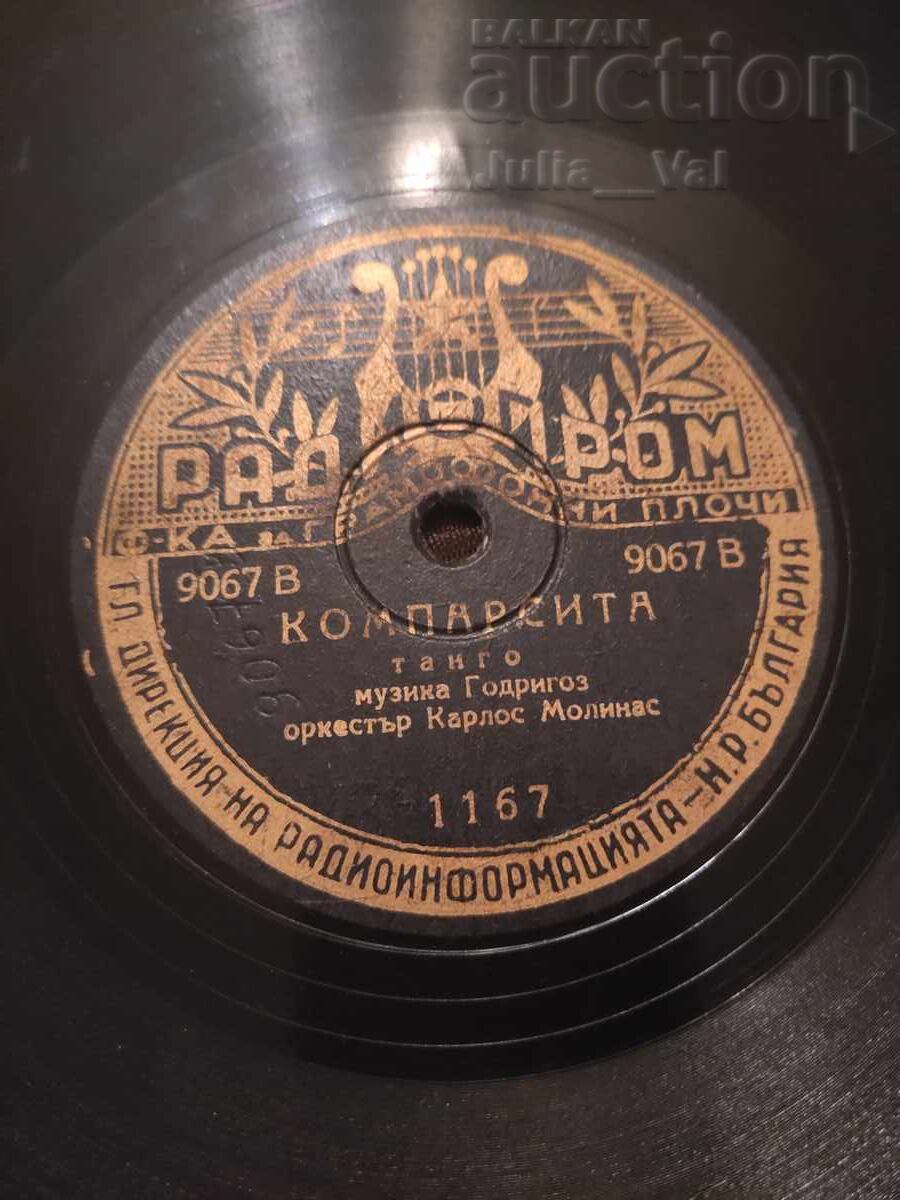 BALKAN
auction
Julia__Val
РАДИОПРОМ
Ф-КА ЗА ГРАМОФОННИ ПЛОЧИ
9067 В
9067 В
КОМПАРСИТА
танго
музика Годригоз
оркестър Карлос Молинас
1167
ГЛ. ДИРЕКЦИЯ НА РАДИОИНФОРМАЦИЯТА - Н.Р. БЪЛГАРИЯ